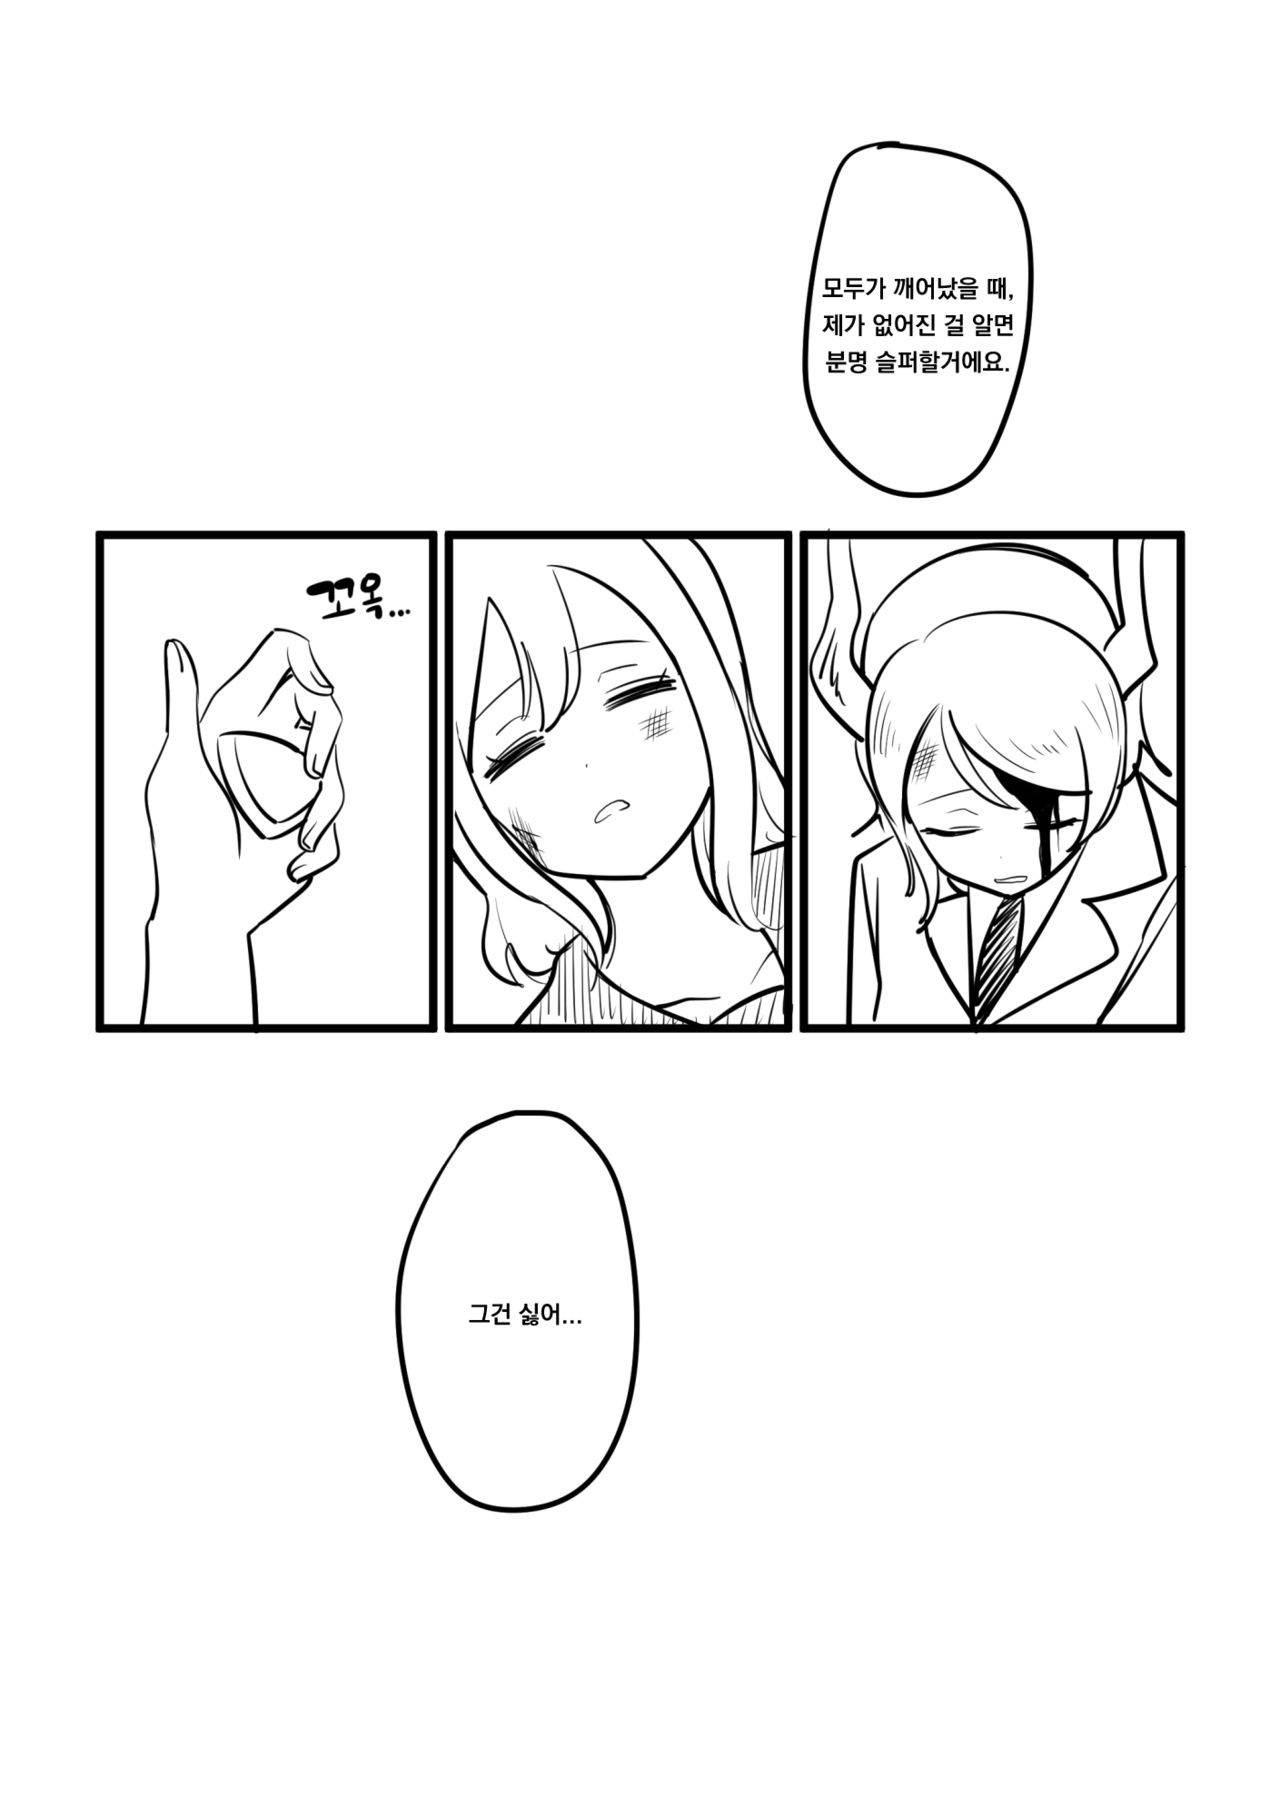 모두가 깨어났을 때,
제가 없어진 걸 알면
분명 슬퍼할거에요.
꼬옥...
그건 싫어...